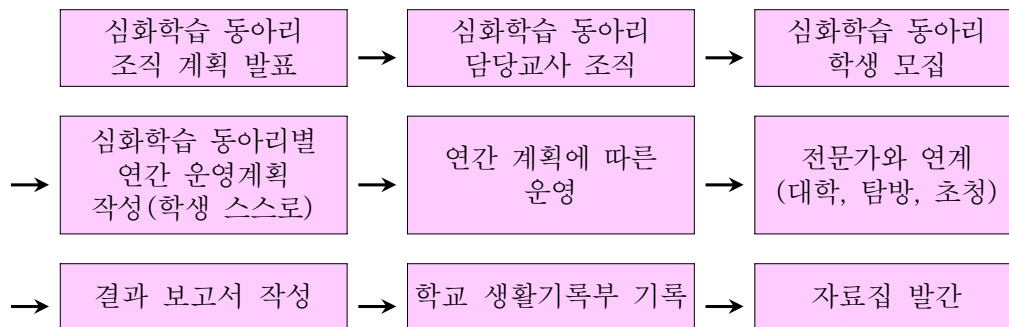 심화학습 동아리
조직 계획 발표
심화학습 동아리
담당교사 조직
심화학습 동아리
학생 모집
심화학습 동아리별
연간 운영계획
작성(학생 스스로)
연간 계획에 따른
운영
전문가와 연계
(대학, 탐방, 초청)
결과 보고서 작성
학교 생활기록부 기록
자료집 발간